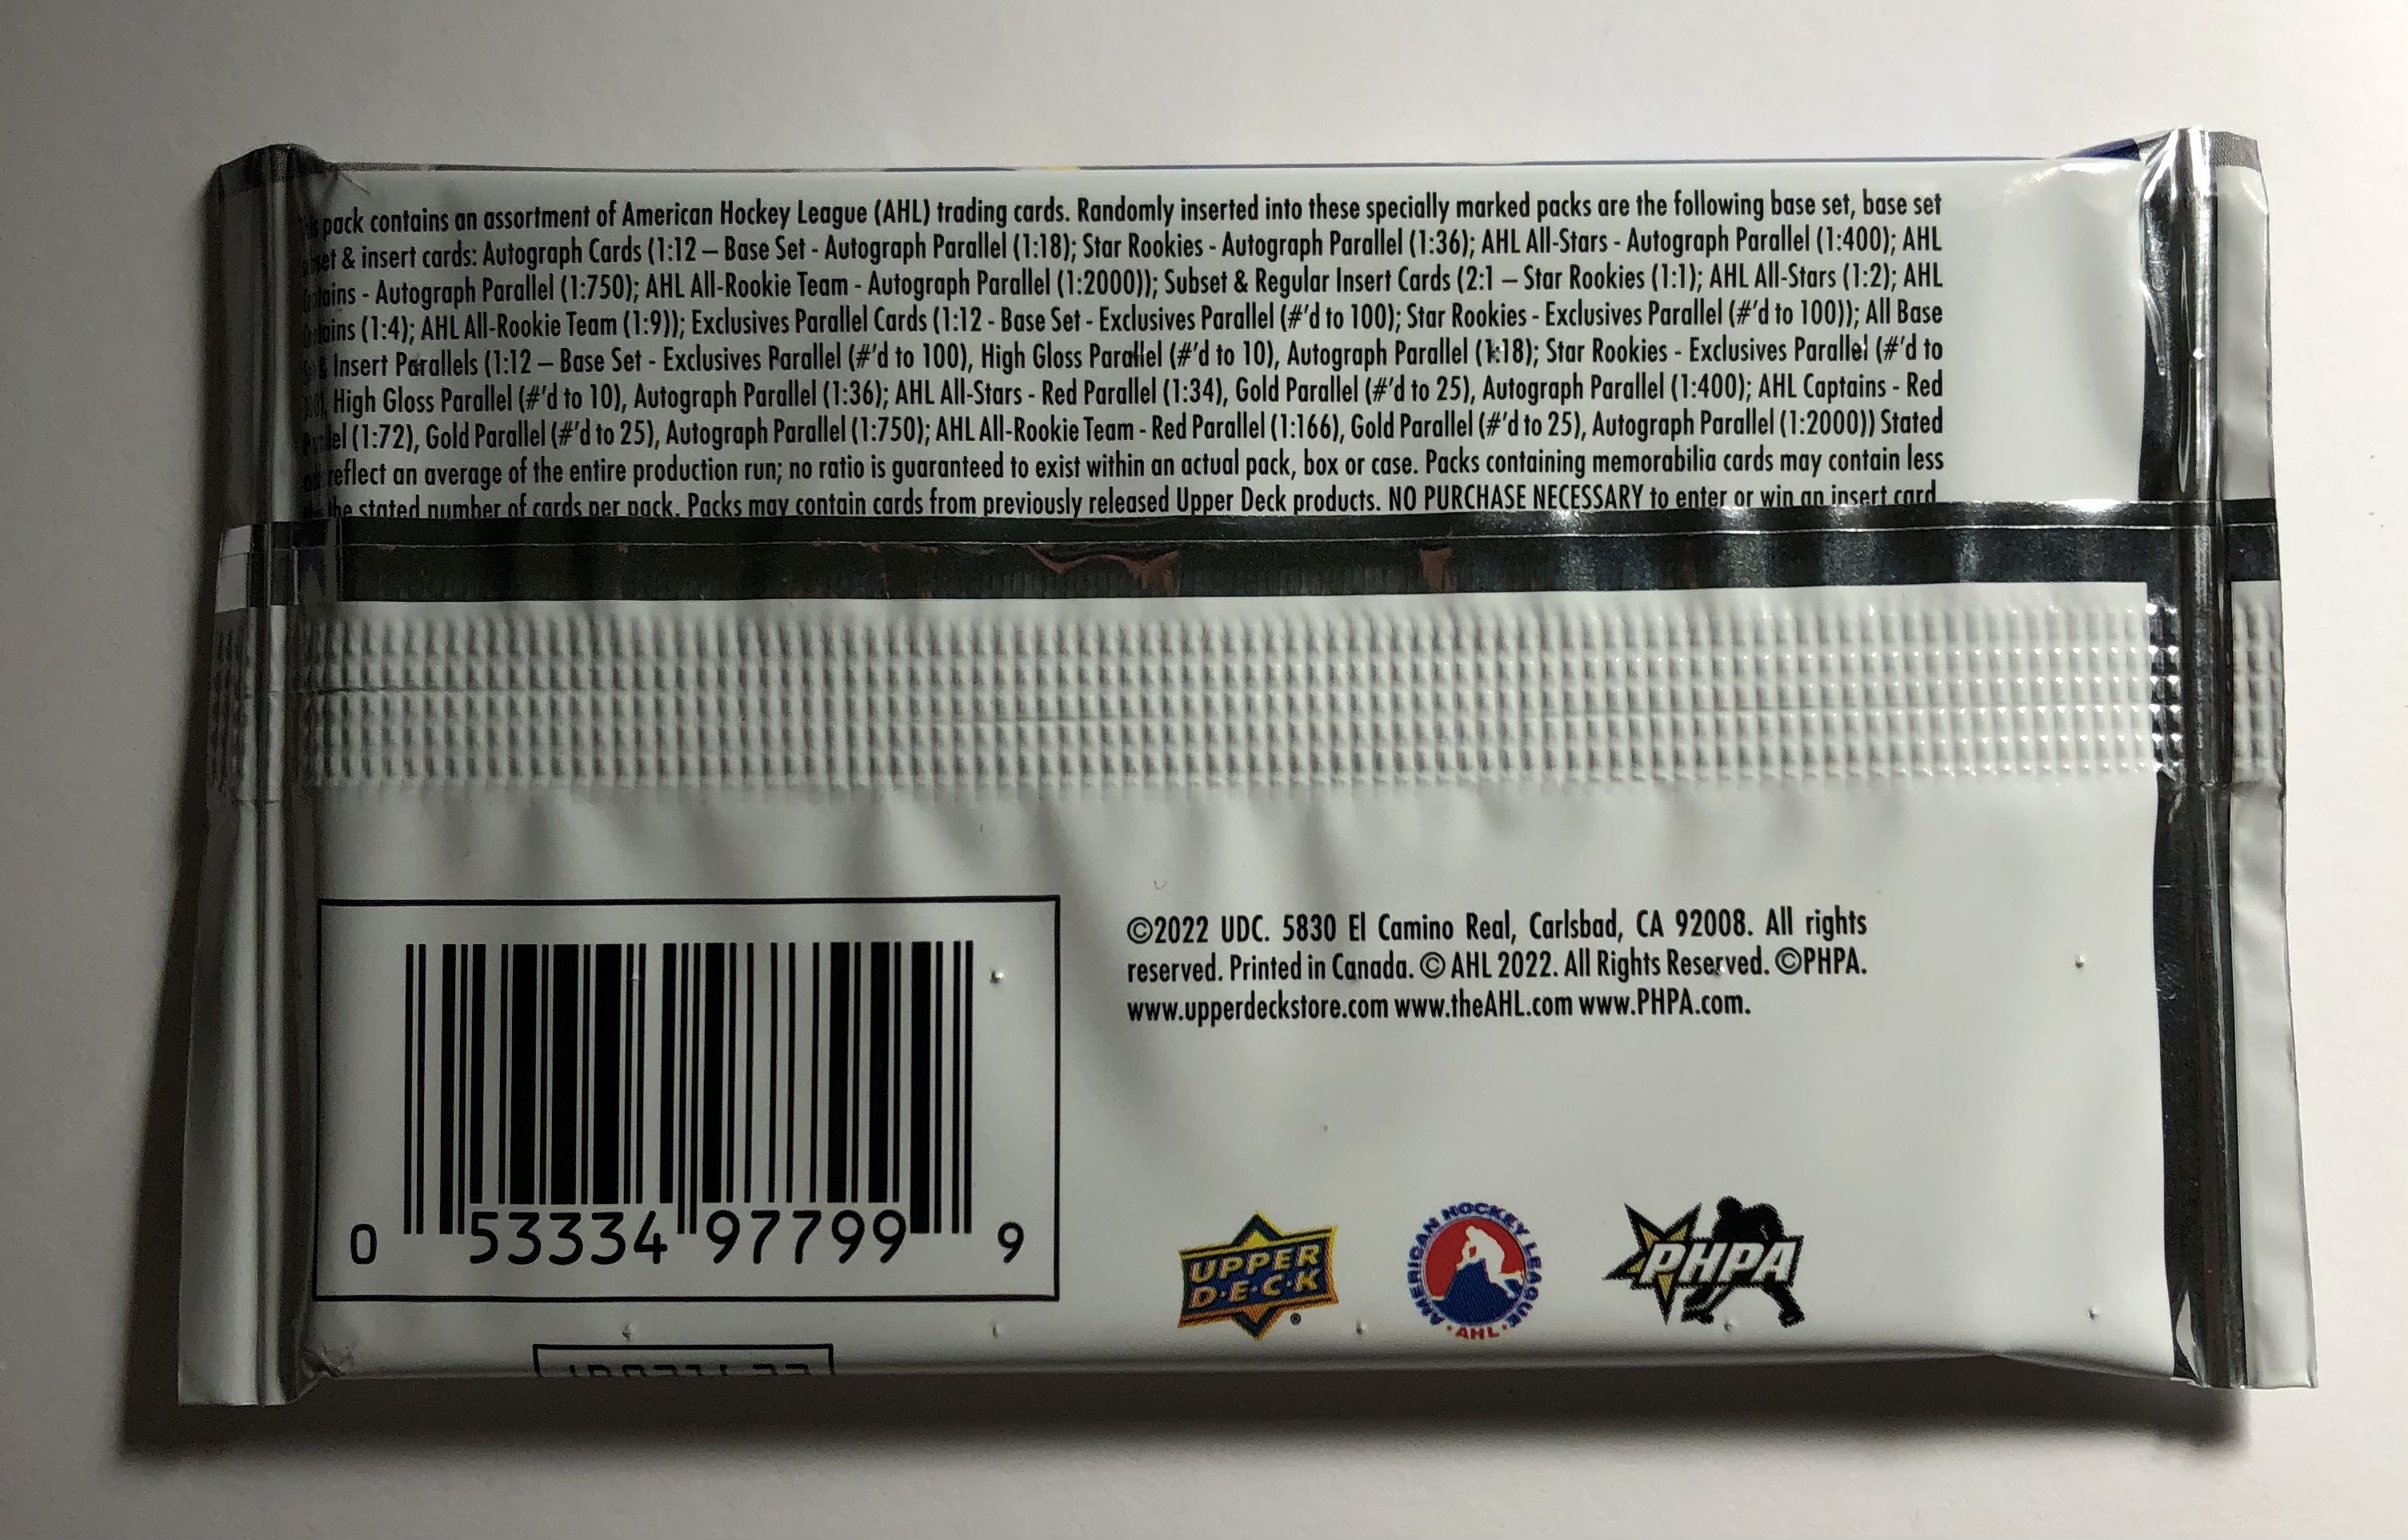 pack contains an assortment of American Hockey League (AHL) trading cards. Randomly inserted into these specially marked packs are the following base set, base set
& insert cards: Autograph Cards (1:12 – Base Set - Autograph Parallel (1:18); Star Rookies - Autograph Parallel (1:36); AHL All-Stars - Autograph Parallel (1:400); AHL
- Autograph Parallel (1:750); AHL All-Rookie Team - Autograph Parallel (1:2000)); Subset & Regular Insert Cards (2:1 – Star Rookies (1:1); AHL All-Stars (1:2); AHL
(1:4); AHL All-Rookie Team (1:9)); Exclusives Parallel Cards (1:12 - Base Set - Exclusives Parallel (#'d to 100); Star Rookies - Exclusives Parallel (#'d to 100)); All Base
& Insert Parallels (1:12 – Base Set - Exclusives Parallel (#'d to 100), High Gloss Parallel (#'d to 10), Autograph Parallel (1:18); Star Rookies - Exclusives Parallel (#'d to
High Gloss Parallel (#'d to 10), Autograph Parallel (1:36); AHL All-Stars - Red Parallel (1:34), Gold Parallel (#'d to 25), Autograph Parallel (1:400); AHL Captains - Red
(1:72), Gold Parallel (#'d to 25), Autograph Parallel (1:750); AHL All-Rookie Team - Red Parallel (1:166), Gold Parallel (#'d to 25), Autograph Parallel (1:2000)) Stated
reflect an average of the entire production run; no ratio is guaranteed to exist within an actual pack, box or case. Packs containing memorabilia cards may contain less
the stated number of cards per pack. Packs may contain cards from previously released Upper Deck products. NO PURCHASE NECESSARY to enter or win an insert card
©2022 UDC. 5830 El Camino Real, Carlsbad, CA 92008. All rights
reserved. Printed in Canada. © AHL 2022. All Rights Reserved. ©PHPA.
www.upperdeckstore.com www.theAHL.com www.PHPA.com.
0 53334 97799 9
UPPER
D·E·C·K
AMERICAN HOCKEY LEAGUE
· AHL ·
PHPA